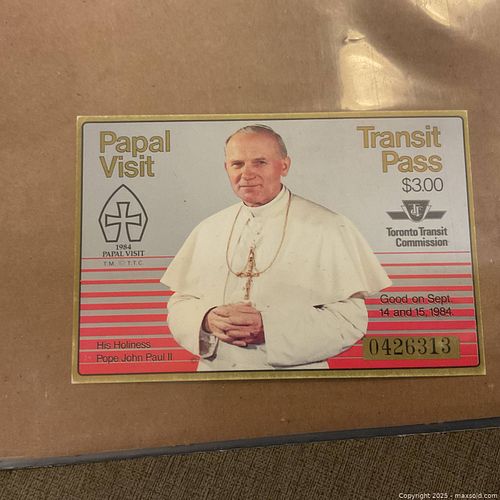 Papal
Visit
Transit
Pass
$3.00
Toronto Transit
Commission
1984
PAPAL VISIT
T.M. © T.T.C.
Good on Sept.
14 and 15, 1984.
His Holiness
Pope John Paul II
0426313
Copyright 2025 - maxsold.com